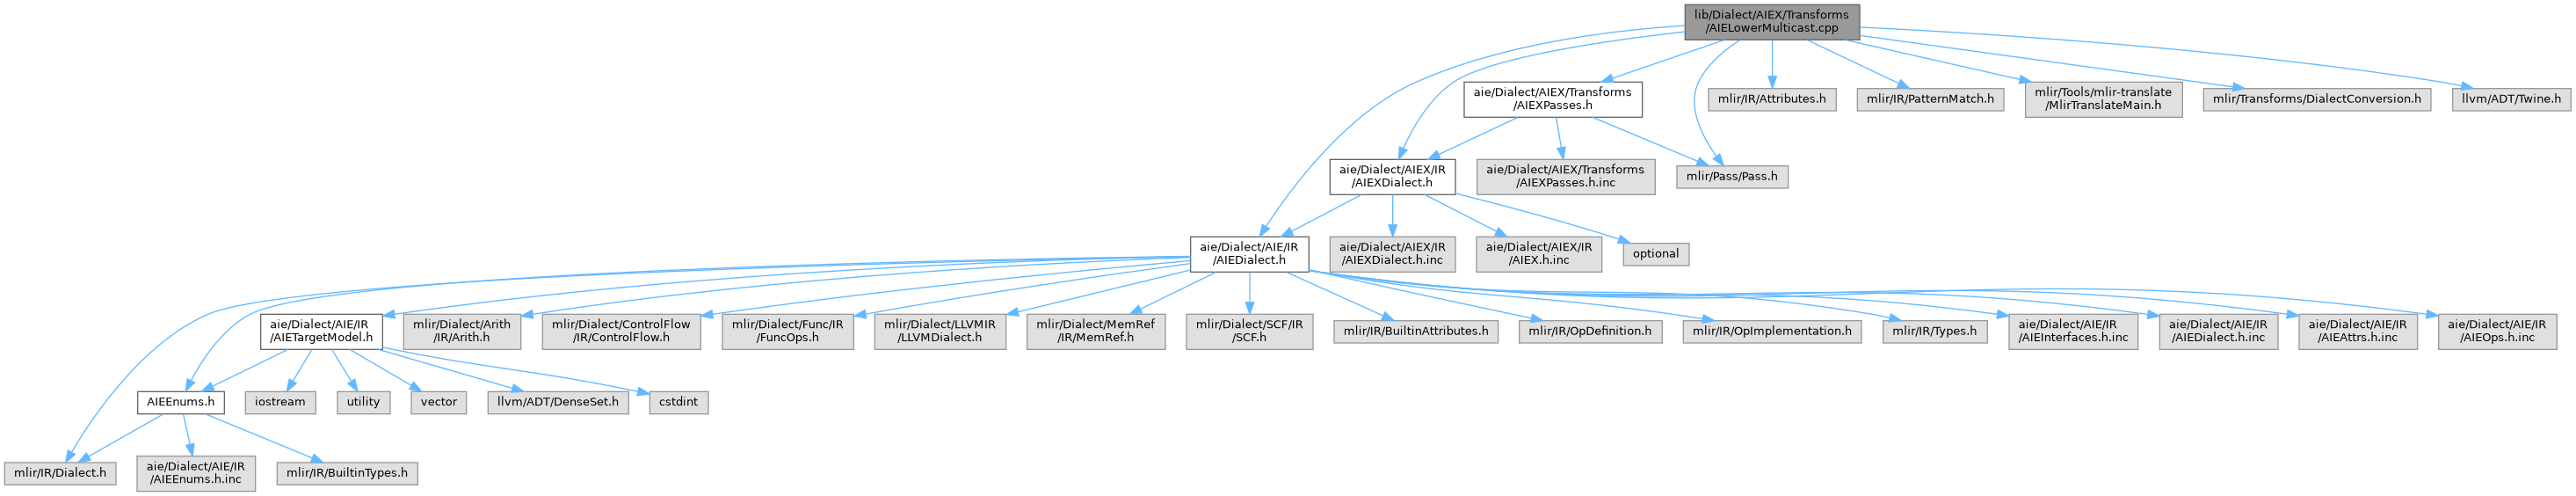 lib/Dialect/AIEX/Transforms
/AIELowerMulticast.cpp
aie/Dialect/AIEX/Transforms
/AIEXPasses.h
mlir/IR/Attributes.h
mlir/IR/PatternMatch.h
mlir/Tools/mlir-translate
/MlirTranslateMain.h
mlir/Transforms/DialectConversion.h
llvm/ADT/Twine.h
aie/Dialect/AIEX/IR
/AIEXDialect.h
aie/Dialect/AIEX/Transforms
/AIEXPasses.h.inc
mlir/Pass/Pass.h
aie/Dialect/AIE/IR
/AIEDialect.h
aie/Dialect/AIEX/IR
/AIEXDialect.h.inc
aie/Dialect/AIEX/IR
/AIEX.h.inc
optional
aie/Dialect/AIE/IR
/AIETargetModel.h
mlir/Dialect/Arith
/IR/Arith.h
mlir/Dialect/ControlFlow
/IR/ControlFlow.h
mlir/Dialect/Func/IR
/FuncOps.h
mlir/Dialect/LLVMIR
/LLVMDialect.h
mlir/Dialect/MemRef
/IR/MemRef.h
mlir/Dialect/SCF/IR
/SCF.h
mlir/IR/BuiltinAttributes.h
mlir/IR/OpDefinition.h
mlir/IR/OpImplementation.h
mlir/IR/Types.h
aie/Dialect/AIE/IR
/AIEInterfaces.h.inc
aie/Dialect/AIE/IR
/AIEDialect.h.inc
aie/Dialect/AIE/IR
/AIEAttrs.h.inc
aie/Dialect/AIE/IR
/AIEOps.h.inc
AIEEnums.h
iostream
utility
vector
llvm/ADT/DenseSet.h
cstdint
mlir/IR/Dialect.h
aie/Dialect/AIE/IR
/AIEEnums.h.inc
mlir/IR/BuiltinTypes.h